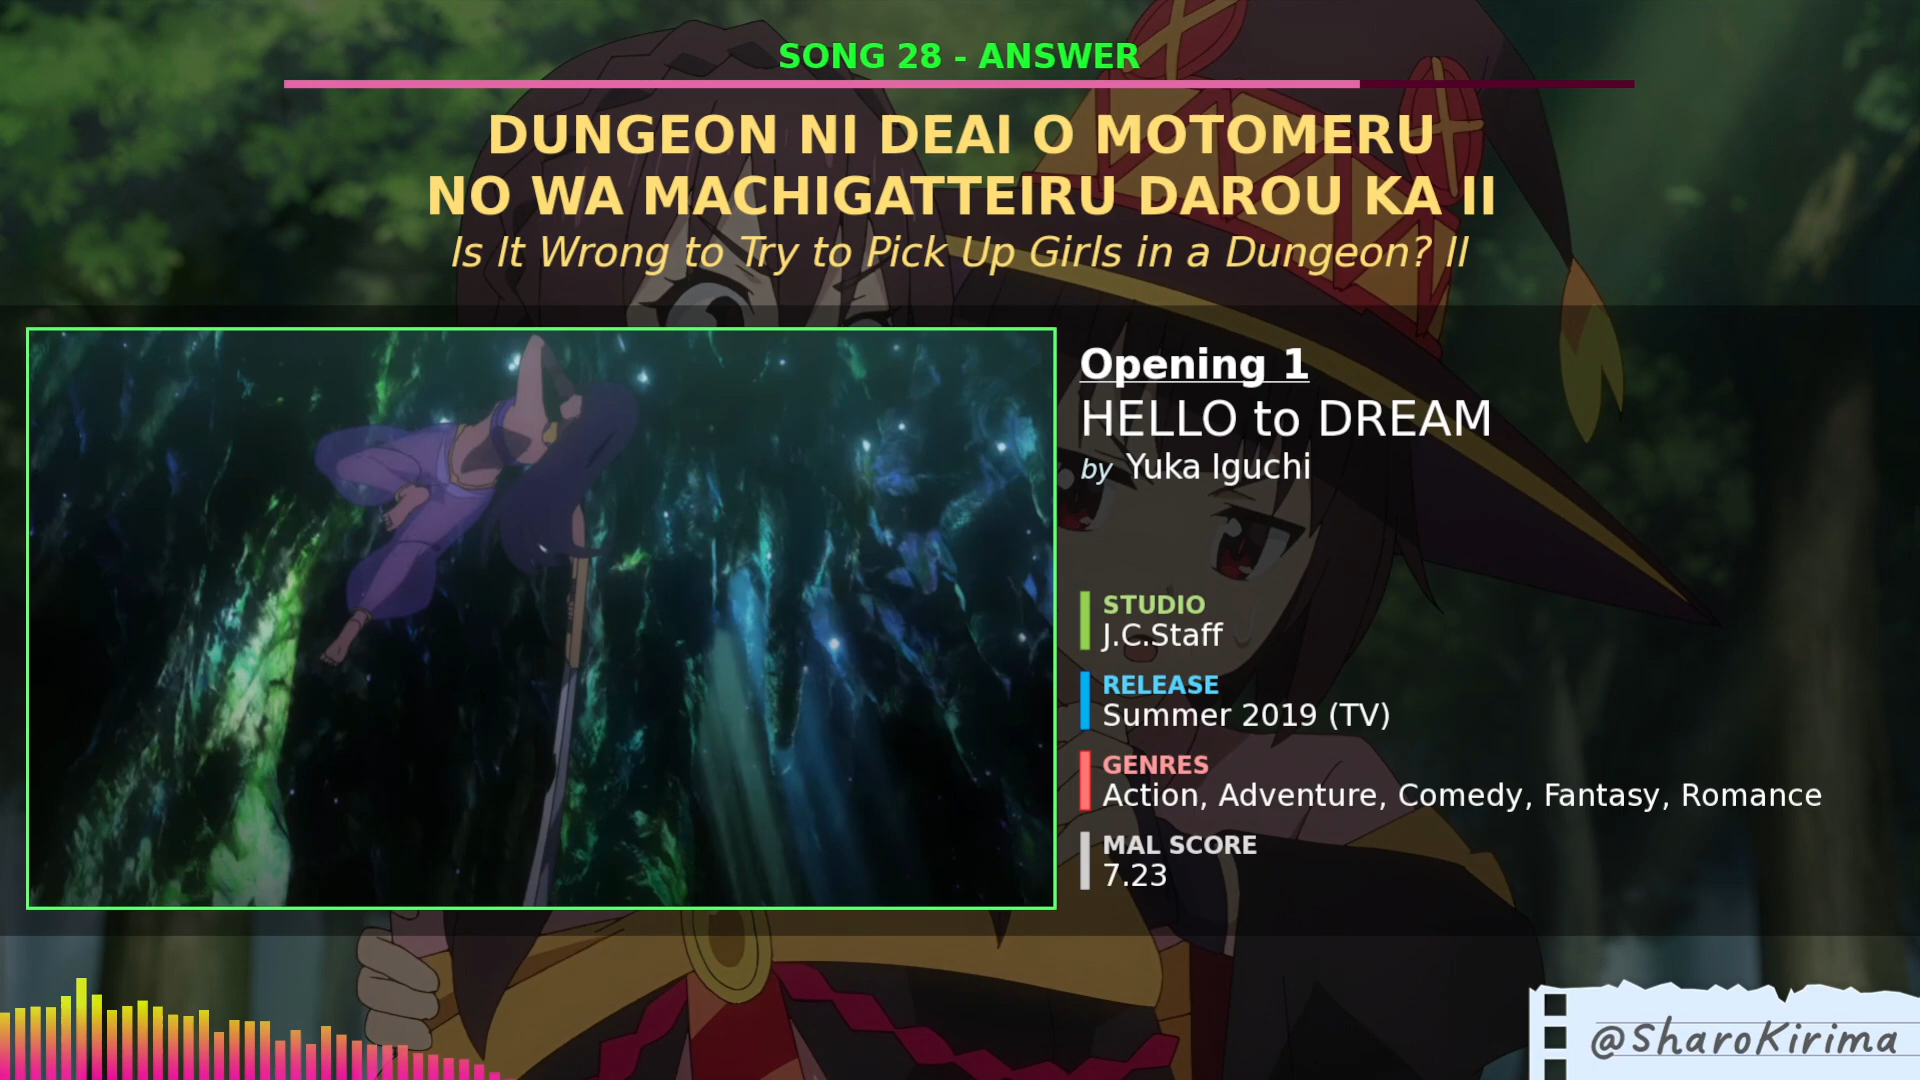 SONG 28 - ANSWER
DUNGEON NI DEAI O MOTOMERU
NO WA MACHIGATTEIRU DAROU KA II
Is It Wrong to Try to Pick Up Girls in a Dungeon? II
Opening 1
HELLO to DREAM
by Yuka Iguchi
STUDIO
J.C.Staff
RELEASE
Summer 2019 (TV)
GENRES
Action, Adventure, Comedy, Fantasy, Romance
MAL SCORE
7.23
@SharoKirima